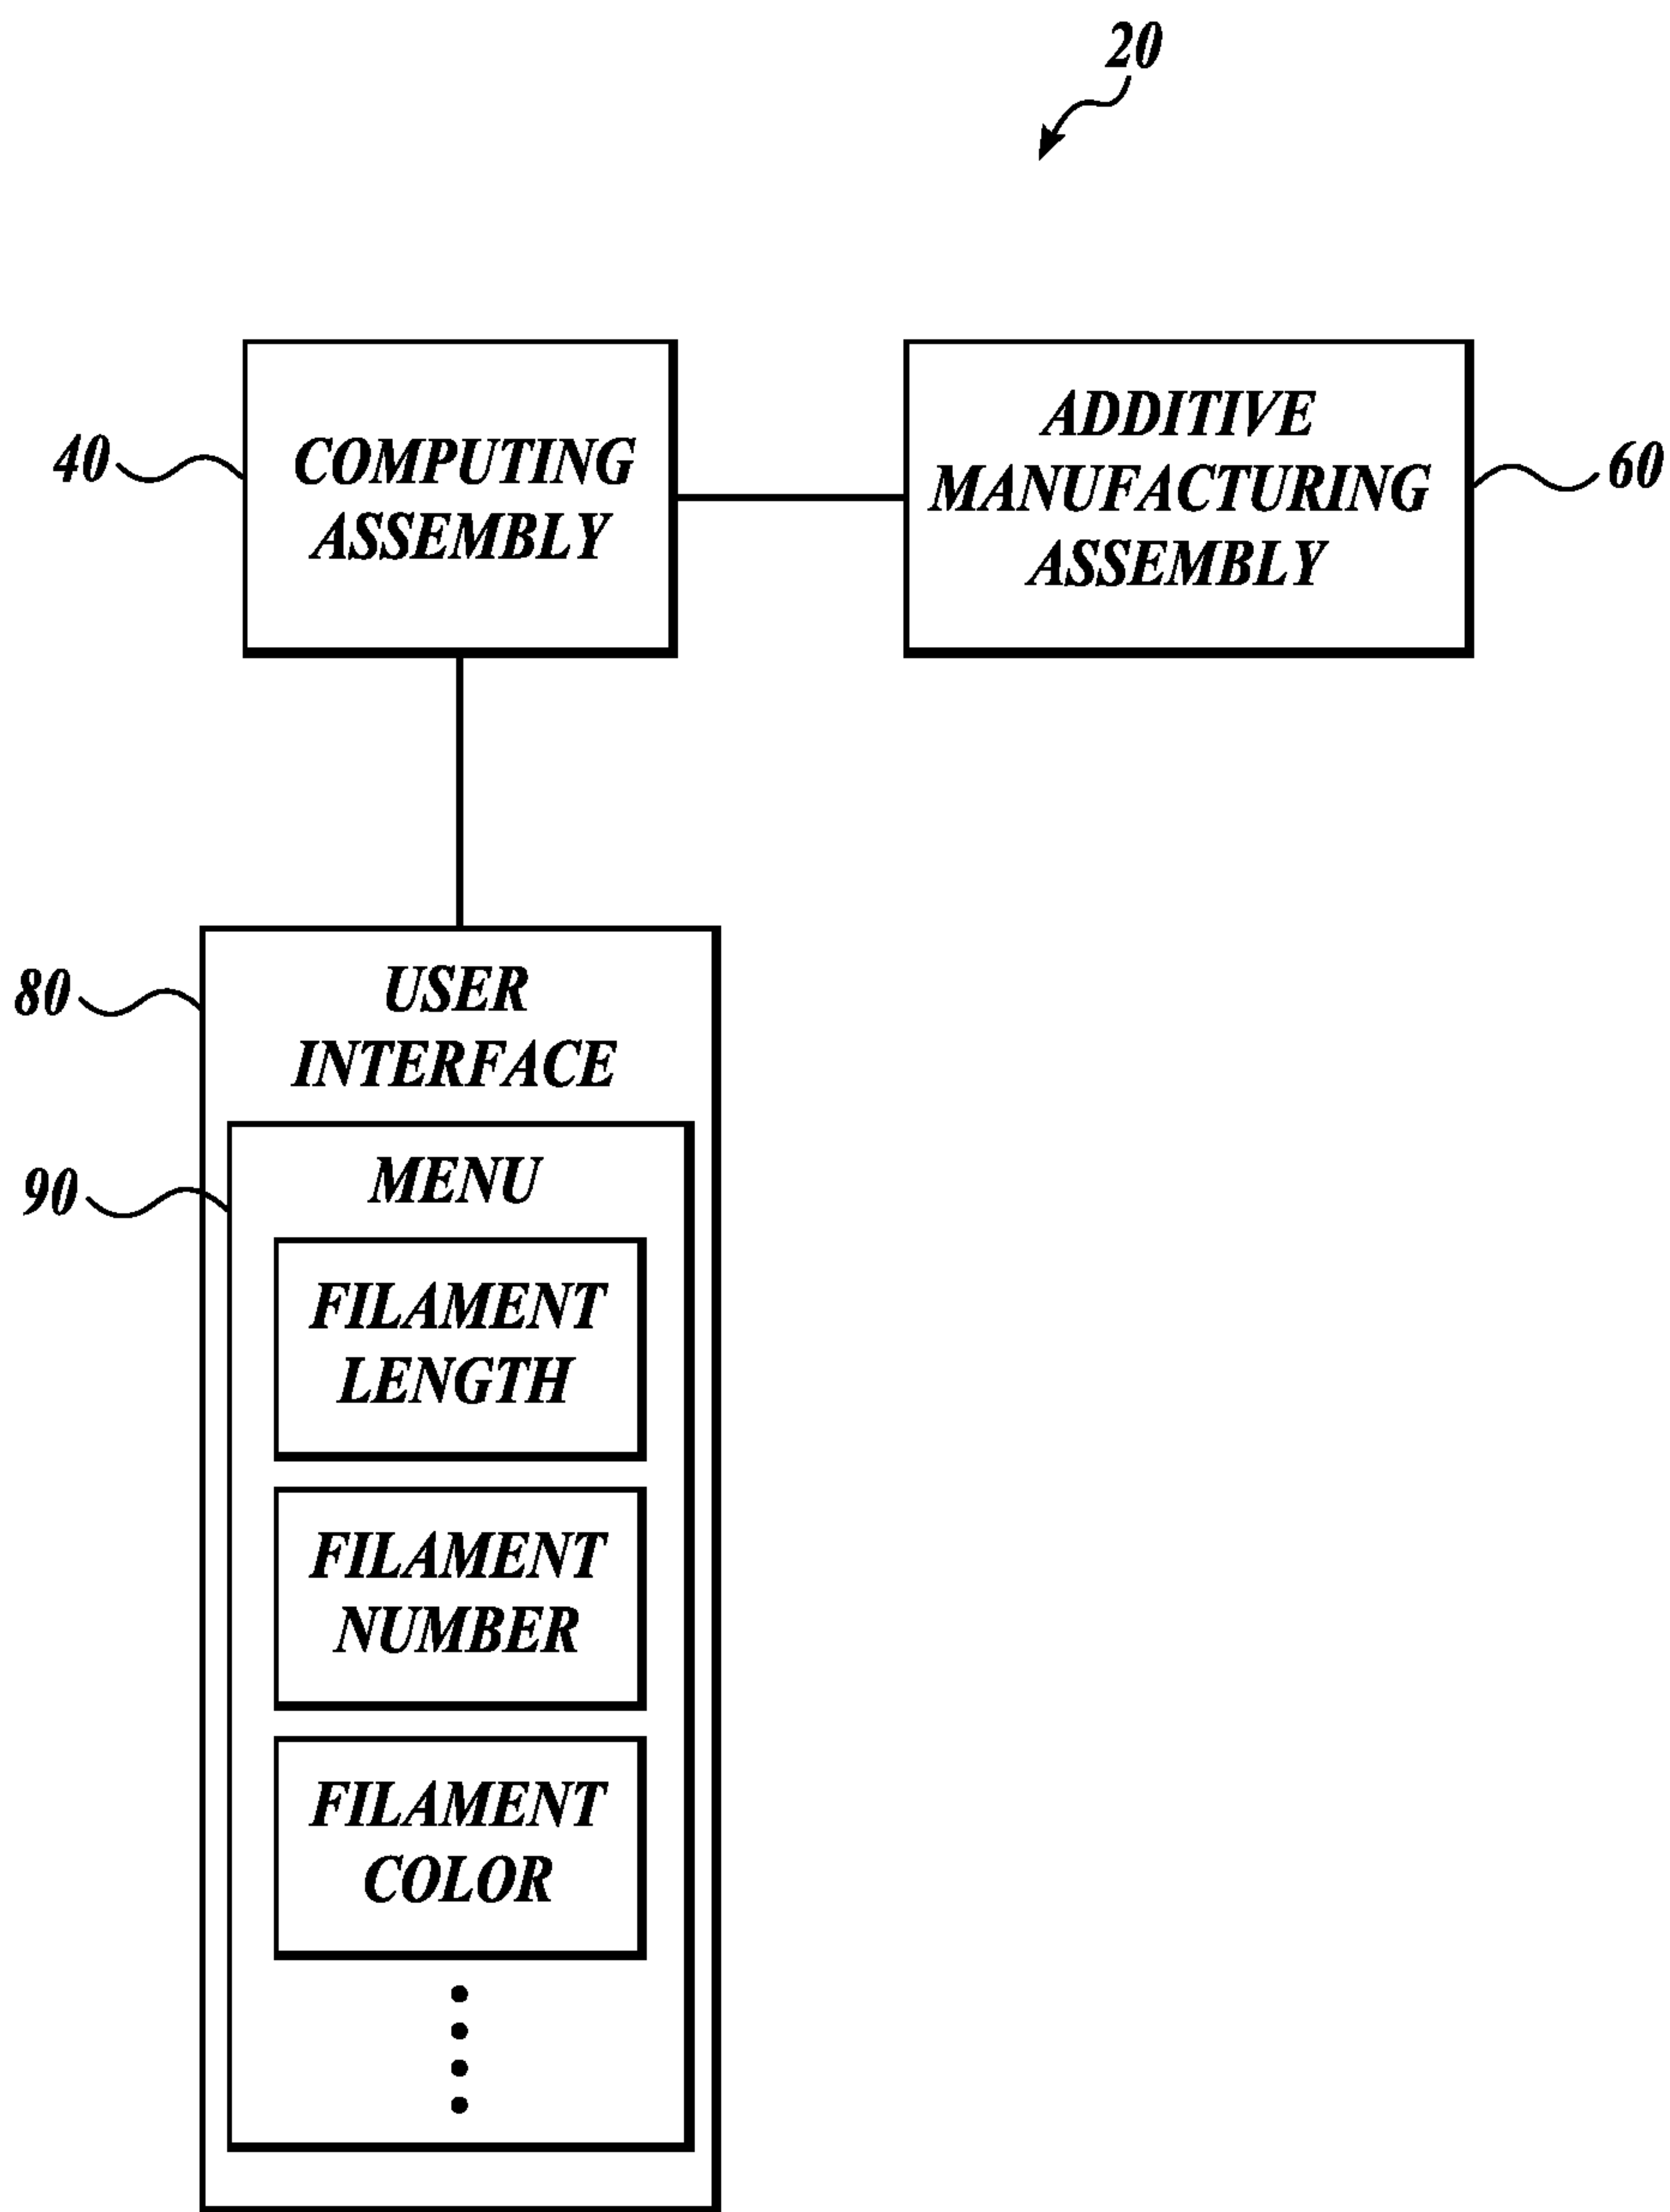 20
40
COMPUTING
ASSEMBLY
ADDITIVE
MANUFACTURING
ASSEMBLY
60
80
USER
INTERFACE
90
MENU
FILAMENT
LENGTH
FILAMENT
NUMBER
FILAMENT
COLOR